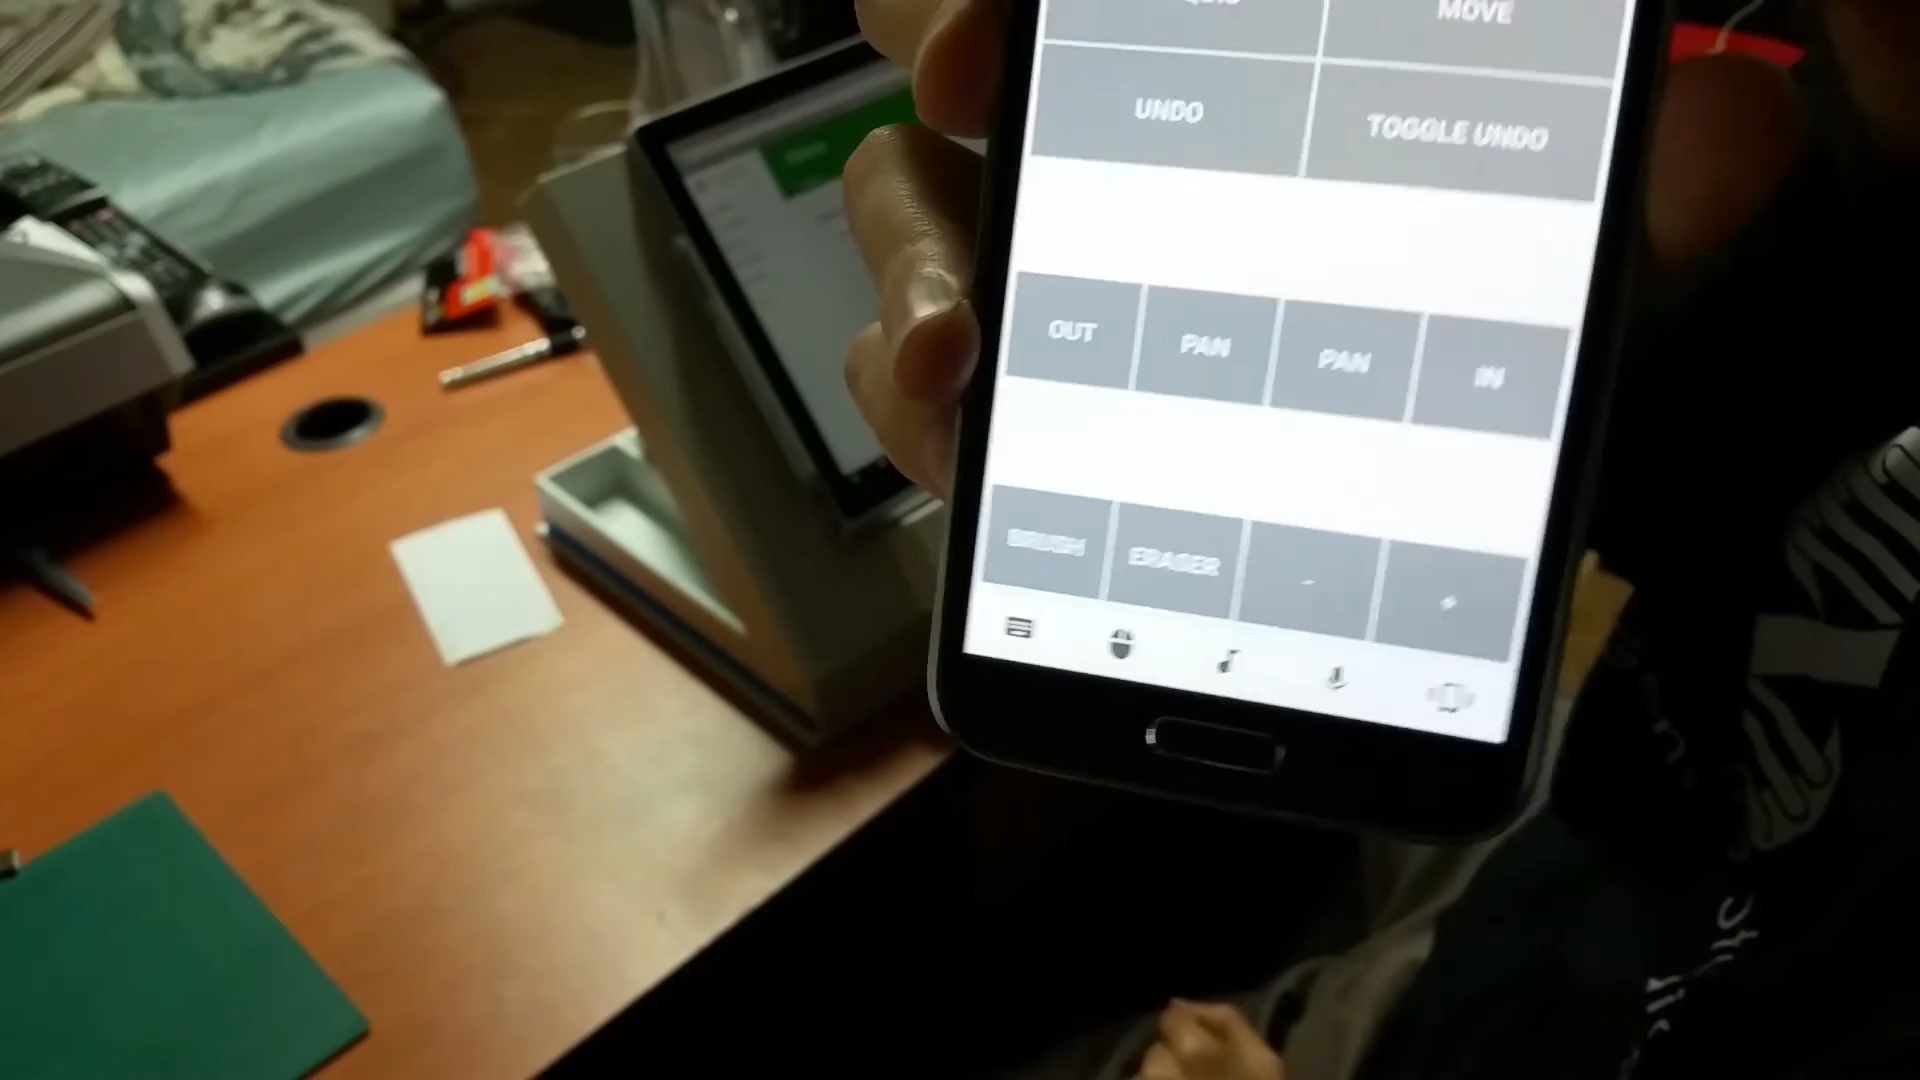 MOVE
UNDO TOGGLE UNDO
OUT PAN PAN IN
BRUSH ERASER - +